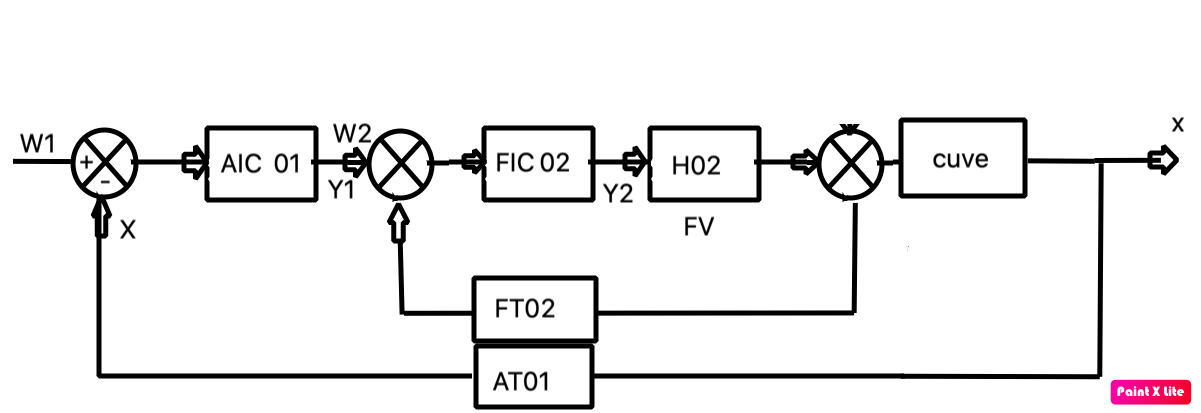 W1
+
-
X
AIC 01
W2
Y1
FIC 02
Y2
H02
FV
cuve
x
FT02
AT01
Paint X Lite